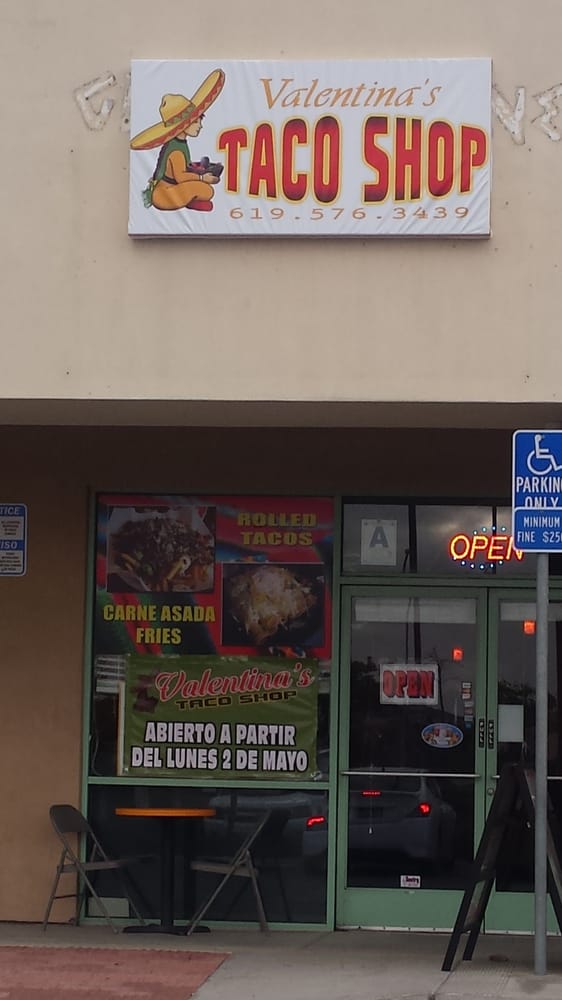 Valentina's
TACO SHOP
619.576.3439
ROLLED
TACOS
CARNE ASADA
FRIES
A
OPEN
PARKING
ONLY
MINIMUM
FINE $250
Valentina's
TACO SHOP
ABIERTO A PARTIR
DEL LUNES 2 DE MAYO
OPEN